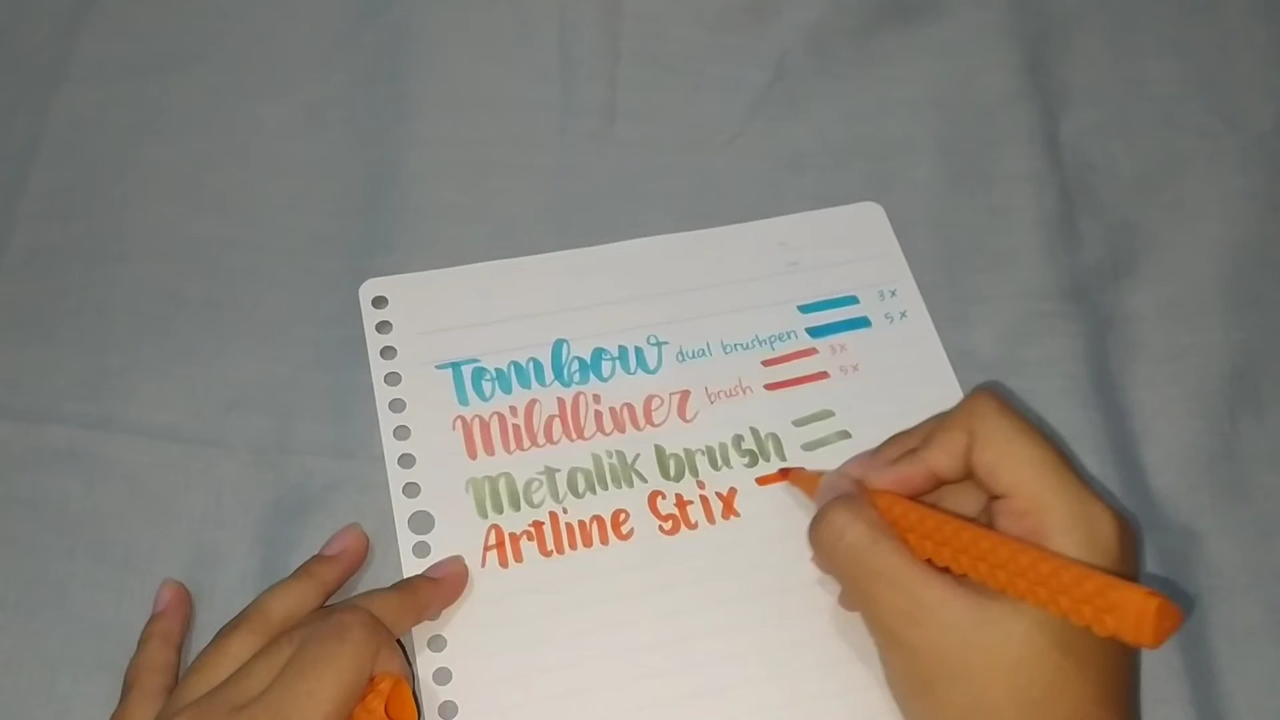 3x
5x
Tombow dual brushpen
3x
5x
Mildliner brush
Metalik brush
Artline Stix